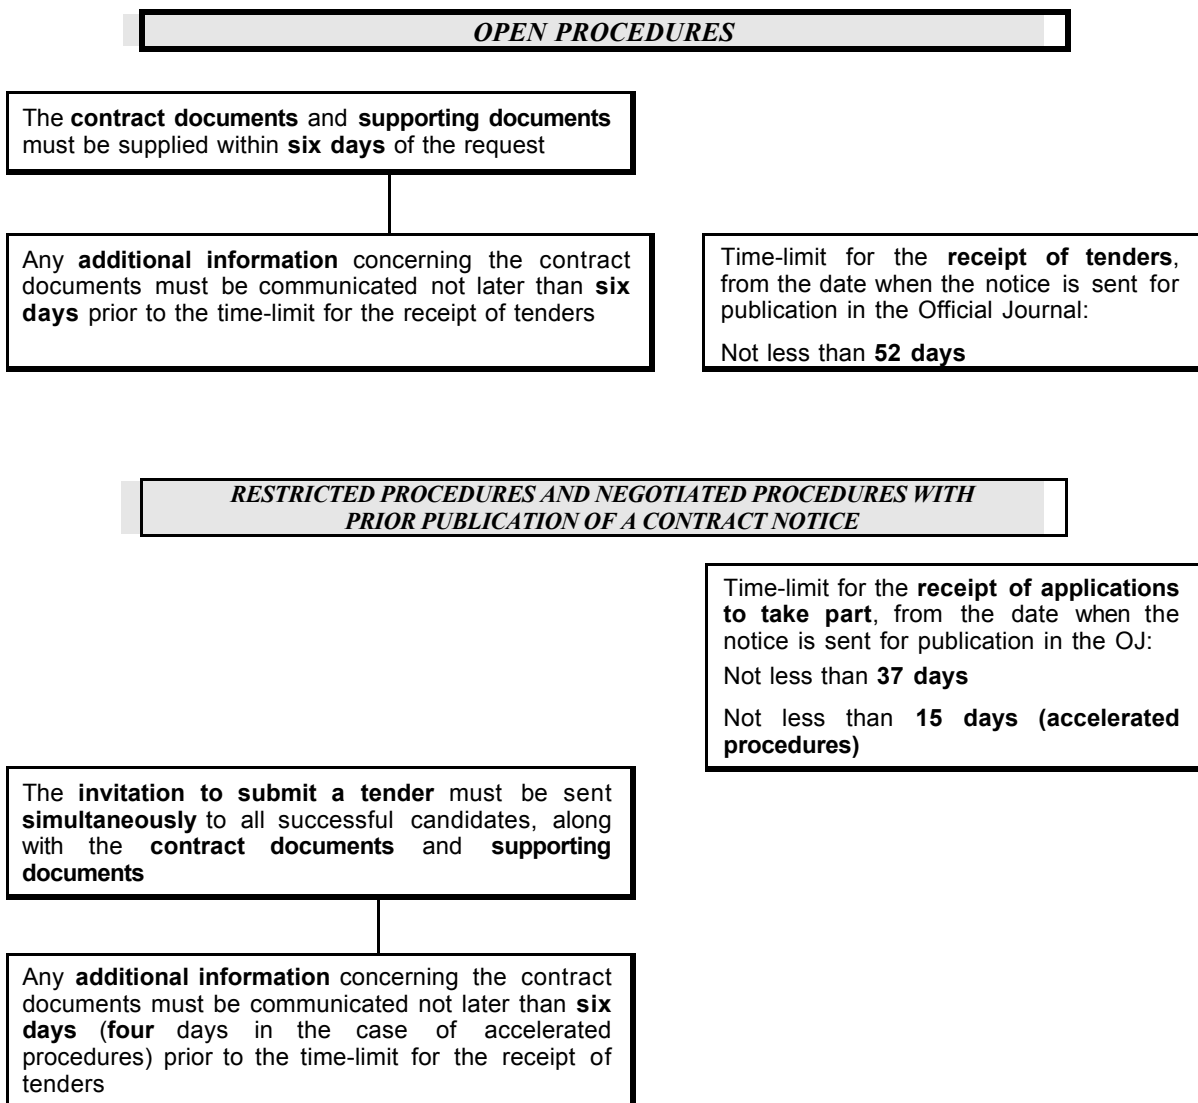 OPEN PROCEDURES
The contract documents and supporting documents
must be supplied within six days of the request
Any additional information concerning the contract
documents must be communicated not later than six
days prior to the time-limit for the receipt of tenders
Time-limit for the receipt of tenders,
from the date when the notice is sent for
publication in the Official Journal:
Not less than 52 days
RESTRICTED PROCEDURES AND NEGOTIATED PROCEDURES WITH
PRIOR PUBLICATION OF A CONTRACT NOTICE
Time-limit for the receipt of applications
to take part, from the date when the
notice is sent for publication in the OJ:
Not less than 37 days
Not less than 15 days (accelerated
procedures)
The invitation to submit a tender must be sent
simultaneously to all successful candidates, along
with the contract documents and supporting
documents
Any additional information concerning the contract
documents must be communicated not later than six
days (four days in the case of accelerated
procedures) prior to the time-limit for the receipt of
tenders